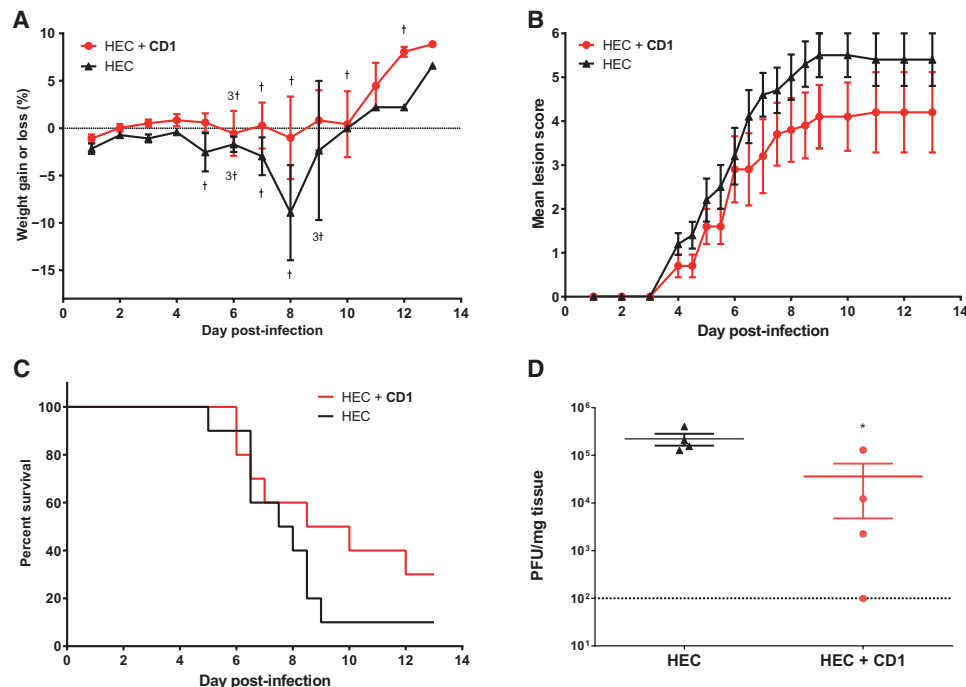 A
HEC + CD1
HEC
Weight gain or loss (%)
10
5
0
−5
−10
−15
†
3†
†
†
†
†
3†
†
†
3†
0 2 4 6 8 10 12 14
Day post-infection
B
HEC + CD1
HEC
Mean lesion score
6
5
4
3
2
1
0
0 2 4 6 8 10 12 14
Day post-infection
C
HEC + CD1
HEC
Percent survival
100
80
60
40
20
0
0 2 4 6 8 10 12 14
Day post-infection
D
PFU/mg tissue
10⁶
10⁵
10⁴
10³
10²
10¹
*
HEC HEC + CD1